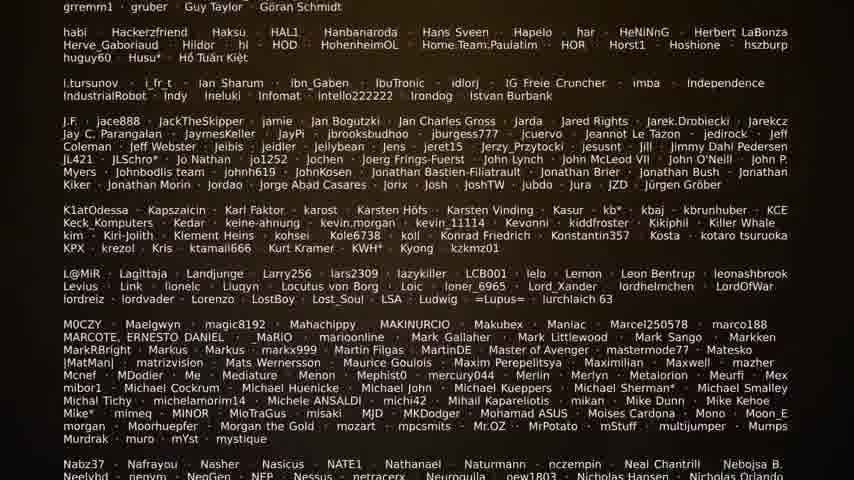 grremm1 · gruber · Guy Taylor · Göran Schmidt
habi · Hackerzfriend · Haksu · HAL1 · Hanbanaroda · Hans Sveen · Hapelo · har · HeNiNnG · Herbert LaBonza
Herve_Gaboriaud · Hildor · hl · HOD · HohenheimOL · Home.Team.Paulatim · HOR · Horst1 · Hoshione · hszburp
huguy60 · Husu* · Hồ Tuấn Kiệt
i.tursunov · i_fr_t · Ian Sharum · ibn_Gaben · IbuTronic · idlorj · IG Freie Cruncher · imba · Independence
IndustrialRobot · Indy · ineluki · Infomat · intello222222 · Irondog · Istvan Burbank
J.F. · jace888 · JackTheSkipper · jamie · Jan Bogutzki · Jan Charles Gross · Jarda · Jared Rights · Jarek.Drobiecki · Jarekcz
Jay C. Parangalan · JaymesKeller · JayPi · jbrooksbudhoo · jburgess777 · jcuervo · Jeannot Le Tazon · jedirock · Jeff
Coleman · Jeff Webster · Jeibis · jeidler · Jellybean · Jens · jeret15 · Jerzy_Przytocki · jesusnt · Jill · Jimmy Dahl Pedersen
JL421 · JLSchro* · Jo Nathan · jo1252 · Jochen · Joerg Frings-Fuerst · John Lynch · John McLeod VII · John O'Neill · John P.
Myers · Johnbodlis team · johnh619 · JohnKosen · Jonathan Bastien-Filiatrault · Jonathan Brier · Jonathan Bush · Jonathan
Kiker · Jonathan Morin · Jordao · Jorge Abad Casares · Jorix · Josh · JoshTW · jubdo · Jura · JZD · Jürgen Gröber
K1atOdessa · Kapszaicin · Karl Faktor · karost · Karsten Höfs · Karsten Vinding · Kasur · kb* · kbaj · kbrunhuber · KCE
Keck_Komputers · Kedar · keine-ahnung · kevin.morgan · kevin_11114 · Kevonni · kiddfroster · Kikiphil · Killer Whale
kim · Kiri-Jolith · Klement Heins · kohsei · Kole6738 · koll · Konrad Friedrich · Konstantin357 · Kosta · kotaro tsuruoka
KPX · krezol · Kris · ktamail666 · Kurt Kramer · KWH* · Kyong · kzkmz01
L@MiR · Lagittaja · Landjunge · Larry256 · lars2309 · lazykiller · LCB001 · lelo · Lemon · Leon Bentrup · leonashbrook
Levius · Link · lionelc · Liuqyn · Locutus von Borg · Loic · loner_6965 · Lord_Xander · lordhelmchen · LordOfWar
lordreiz · lordvader · Lorenzo · LostBoy · Lost_Soul · LSA · Ludwig · =Lupus= · lurchlaich 63
M0CZY · Maelgwyn · magic8192 · Mahachippy · MAKINURCIO · Makubex · Maniac · Marcel250578 · marco188
MARCOTE, ERNESTO DANIEL · _MaRiO · marioonline · Mark Gallaher · Mark Littlewood · Mark Sango · Markken
MarkRBright · Markus · Markus · markx999 · Martin Filgas · MartinDE · Master of Avenger · mastermode77 · Matesko
|MatMan| · matrizvision · Mats Wernersson · Maurice Goulois · Maxim Perepelitsya · Maximilian · Maxwell · mazher
Mcnef · MDodier · Me · Mediature · Menon · Mephist0 · mercury044 · Merlin · Merlyn · Metalorion · Meurfi · Mex
mibor1 · Michael Cockrum · Michael Huenicke · Michael John · Michael Kueppers · Michael Sherman* · Michael Smalley
Michal Tichy · michelamorim14 · Michele ANSALDI · michi42 · Mihail Kapareliotis · mikan · Mike Dunn · Mike Kehoe
Mike* · mimeq · MINOR · MioTraGus · misaki · MJD · MKDodger · Mohamad ASUS · Moises Cardona · Mono · Moon_E
morgan · Moorhuepfer · Morgan the Gold · mozart · mpcsmits · Mr.OZ · MrPotato · mStuff · multijumper · Mumps
Murdrak · muro · mYst · mystique
Nabz37 · Nafrayou · Nasher · Nasicus · NATE1 · Nathanael · Naturmann · nczempin · Neal Chantrill · Nebojsa B.
Neelybd · nenym · NeoGen · NEP · Nessus · netracerx · Neurogulla · new1803 · Nicholas Hansen · Nicholas Orlando